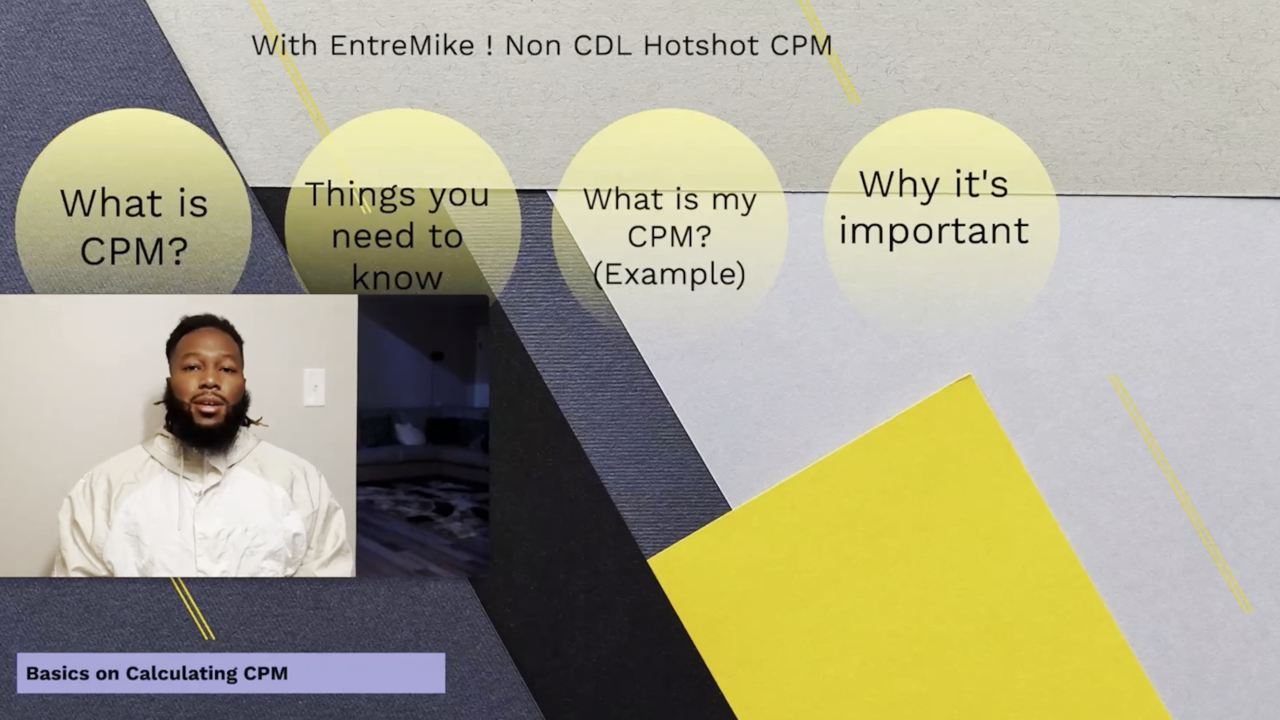 With EntreMike ! Non CDL Hotshot CPM
What is
CPM?
Things you
need to
know
What is my
CPM?
(Example)
Why it's
important
Basics on Calculating CPM